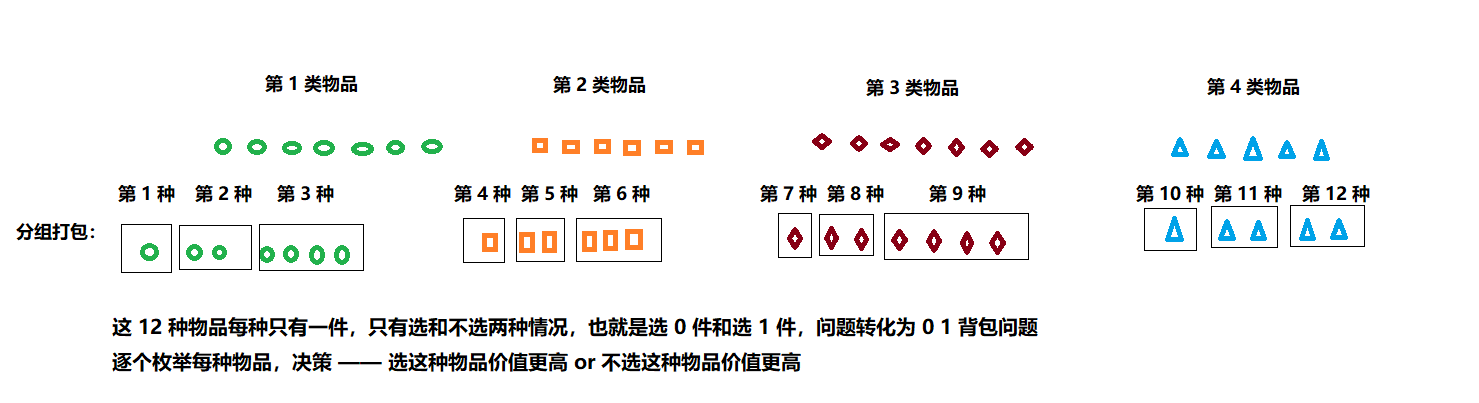 第 1 类物品 第 2 类物品 第 3 类物品 第 4 类物品
第 1 种 第 2 种 第 3 种 第 4 种 第 5 种 第 6 种 第 7 种 第 8 种 第 9 种 第 10 种 第 11 种 第 12 种
分组打包：
这 12 种物品每种只有一件，只有选和不选两种情况，也就是选 0 件和选 1 件，问题转化为 0 1 背包问题
逐个枚举每种物品，决策 —— 选这种物品价值更高 or 不选这种物品价值更高